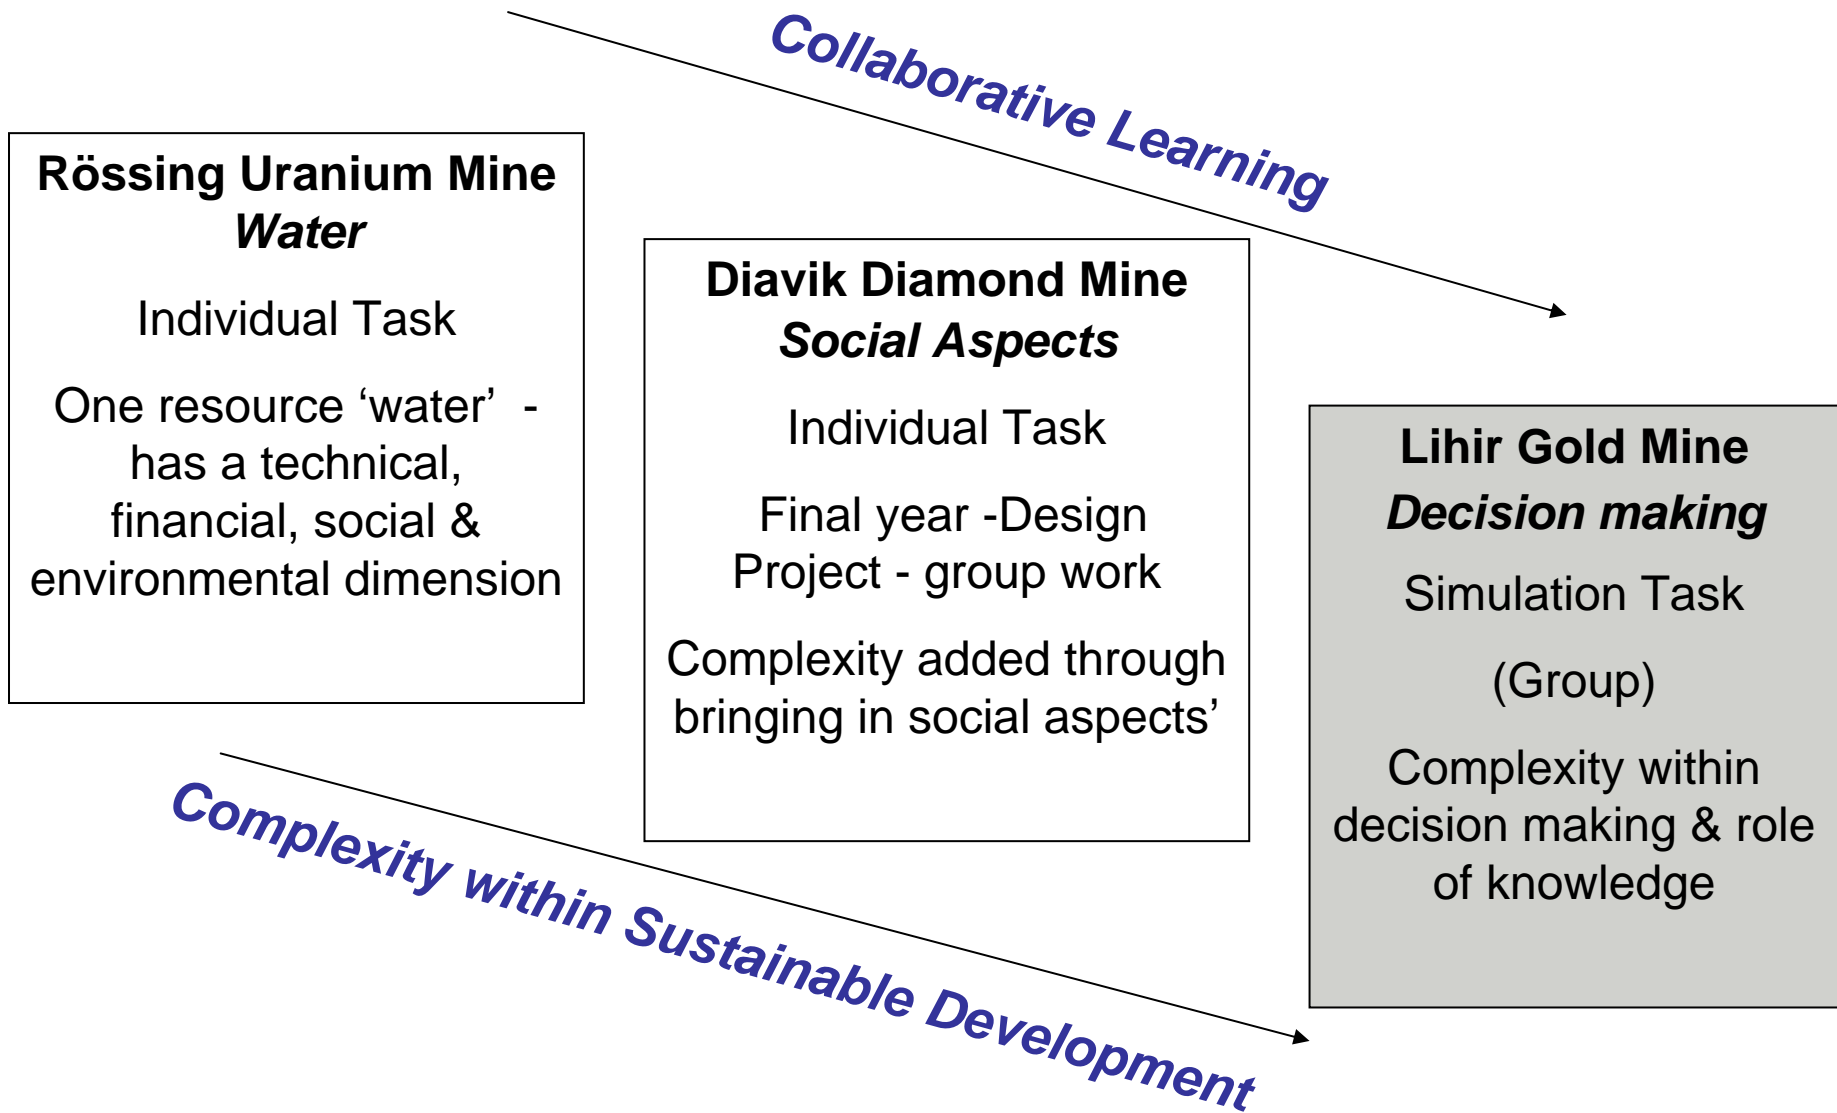 Collaborative Learning
Rössing Uranium Mine
Water
Individual Task
One resource ‘water’ -
has a technical,
financial, social &
environmental dimension
Diavik Diamond Mine
Social Aspects
Individual Task
Final year -Design
Project - group work
Complexity added through
bringing in social aspects’
Lihir Gold Mine
Decision making
Simulation Task
(Group)
Complexity within
decision making & role
of knowledge
Complexity within Sustainable Development